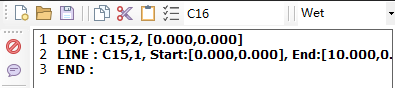 C16 Wet
1 DOT : C15,2, [0.000,0.000]
2 LINE : C15,1, Start:[0.000,0.000], End:[10.000,0.
3 END :